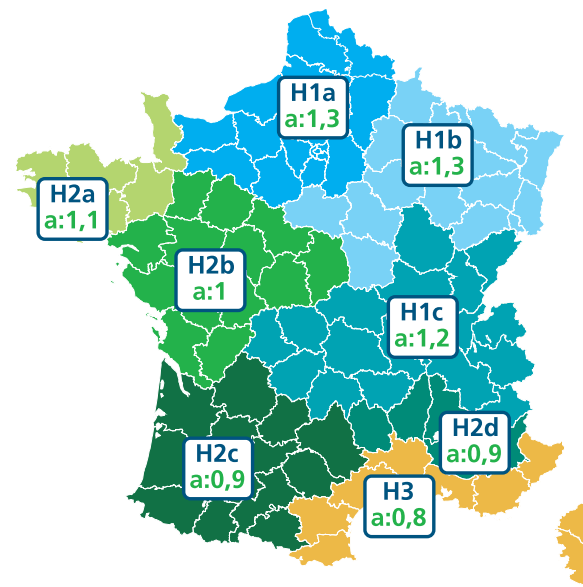 H1a
a:1,3
H1b
a:1,3
H2a
a:1,1
H2b
a:1
H1c
a:1,2
H2d
a:0,9
H2c
a:0,9
H3
a:0,8